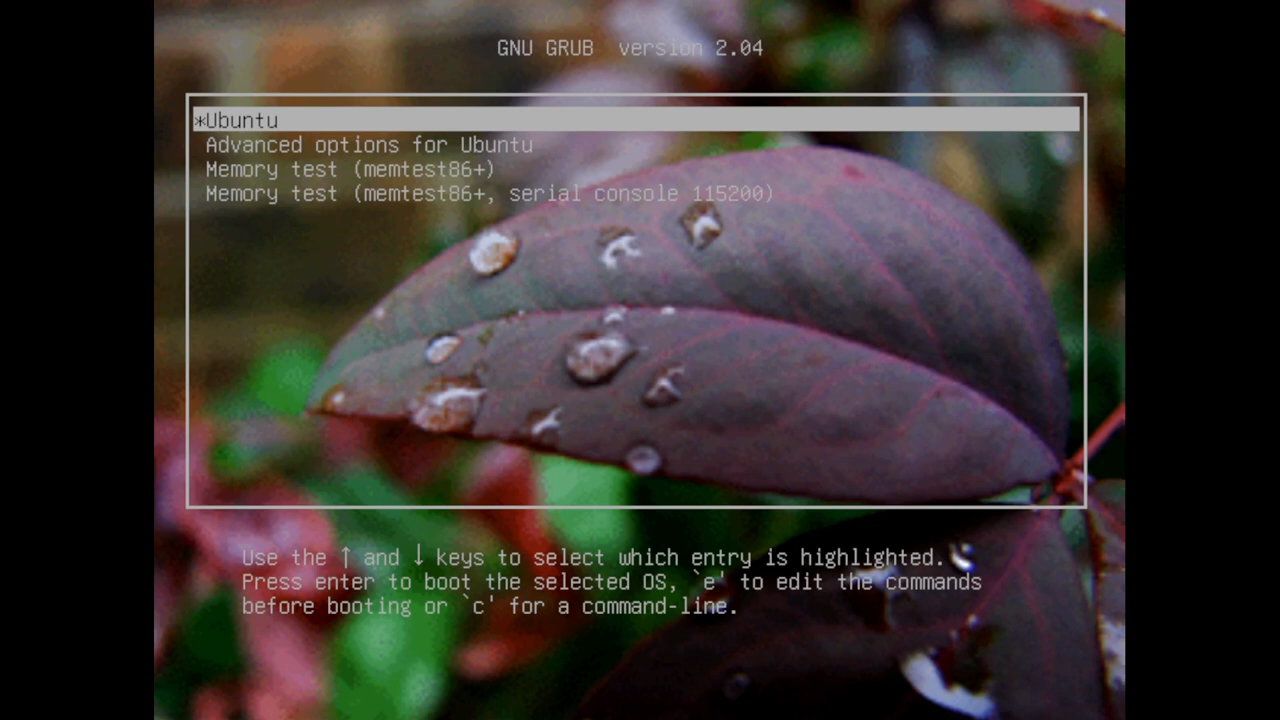 GNU GRUB  version 2.04
*Ubuntu
Advanced options for Ubuntu
Memory test (memtest86+)
Memory test (memtest86+, serial console 115200)
Use the ↑ and ↓ keys to select which entry is highlighted.
Press enter to boot the selected OS, `e' to edit the commands
before booting or `c' for a command-line.